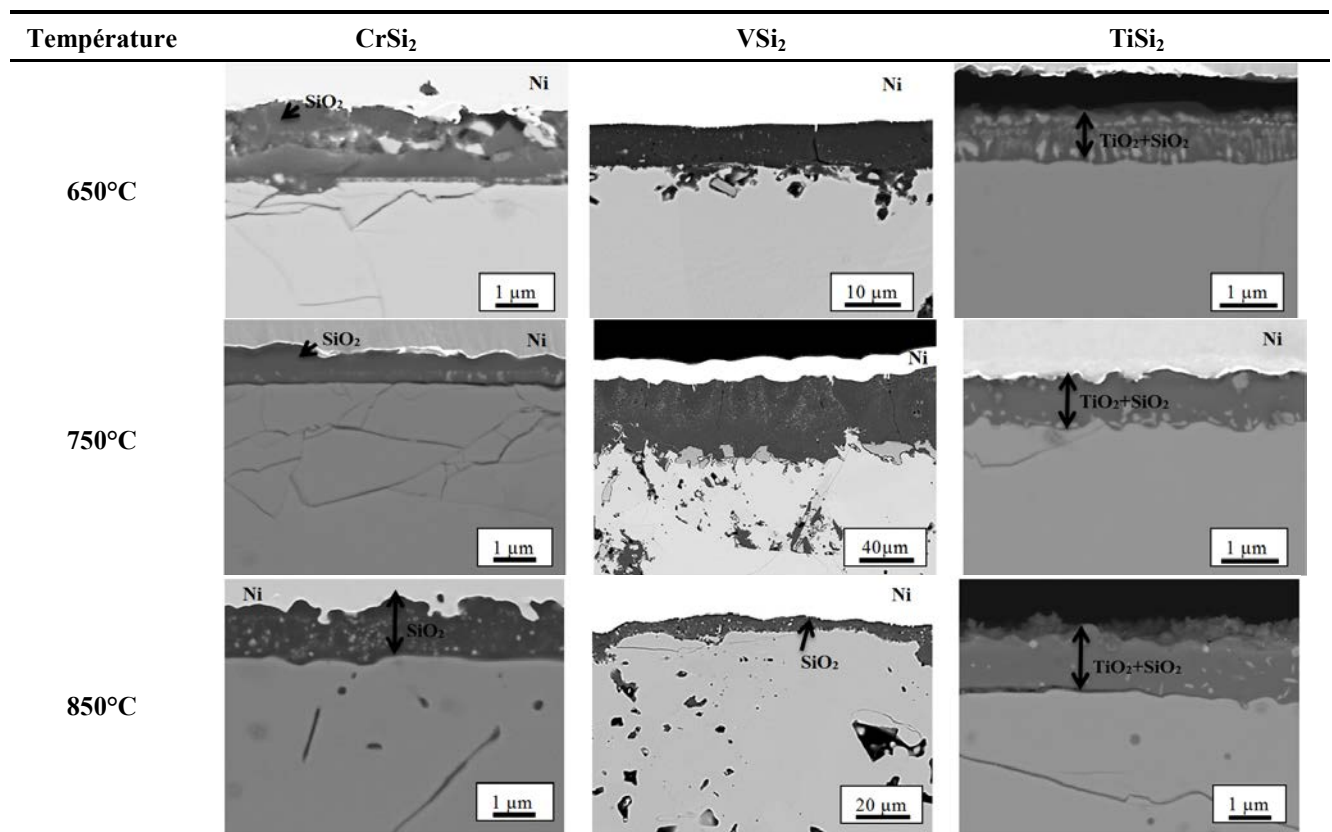 Température CrSi₂ VSi₂ TiSi₂
650°C
SiO₂
Ni
1 µm
Ni
10 µm
TiO₂+SiO₂
1 µm
750°C
SiO₂
Ni
1 µm
Ni
40µm
Ni
TiO₂+SiO₂
1 µm
850°C
Ni
SiO₂
1 µm
Ni
SiO₂
20 µm
TiO₂+SiO₂
1 µm